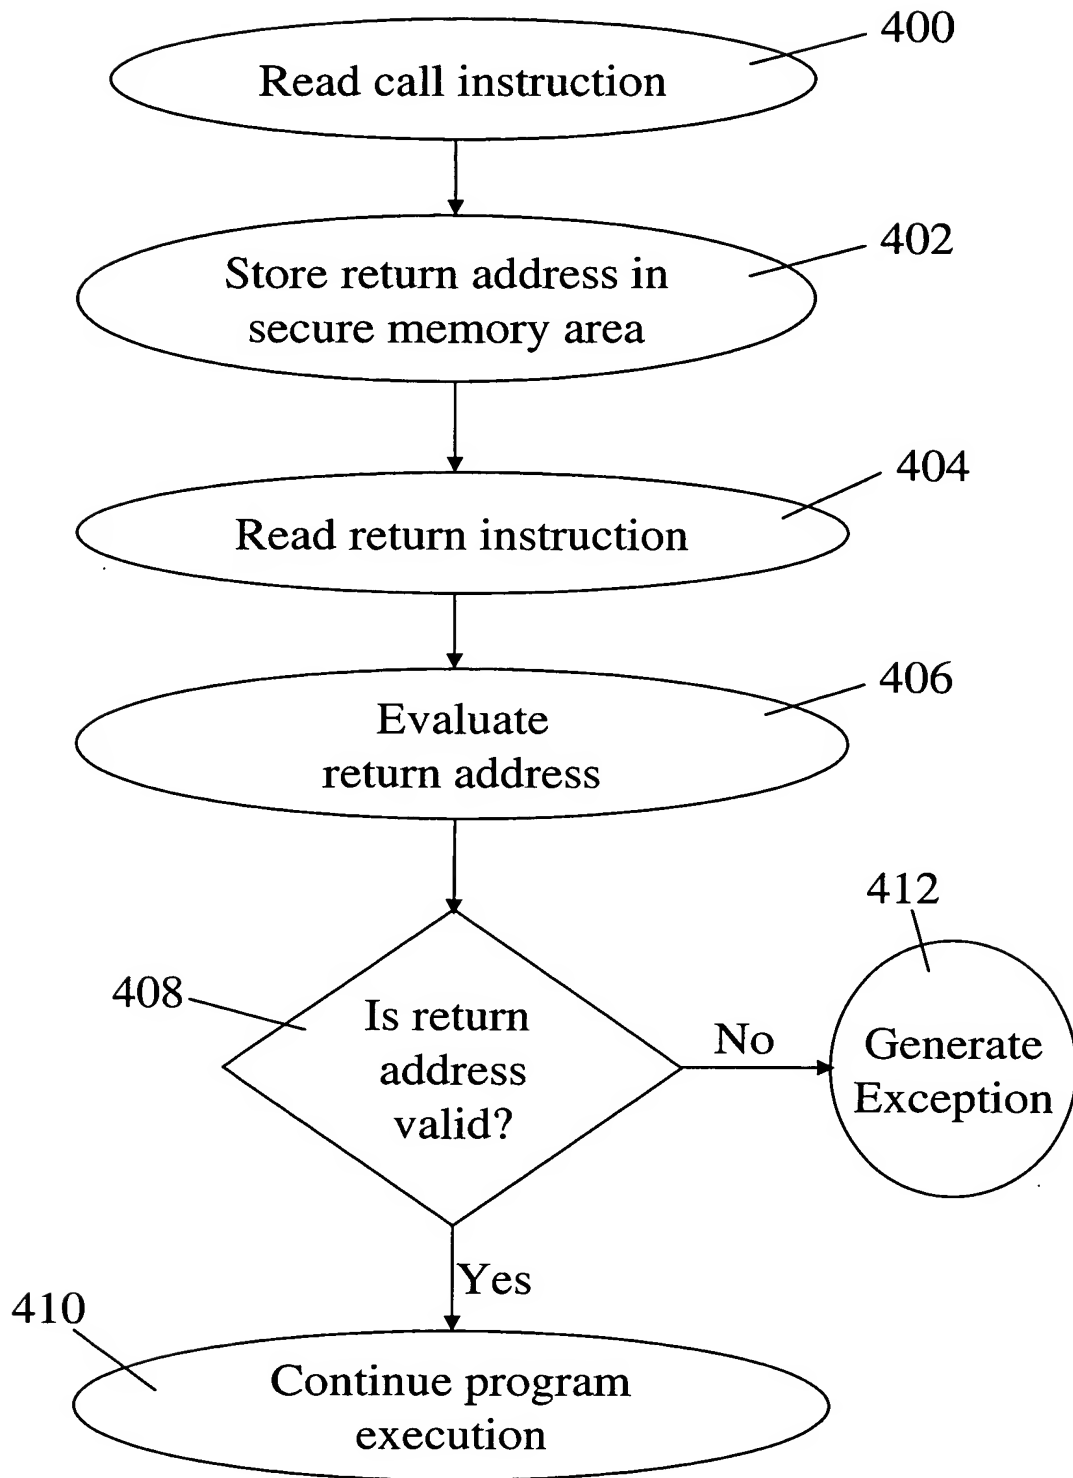 400
Read call instruction
402
Store return address in
secure memory area
404
Read return instruction
406
Evaluate
return address
412
408
Is return
address
valid?
No
Generate
Exception
Yes
410
Continue program
execution